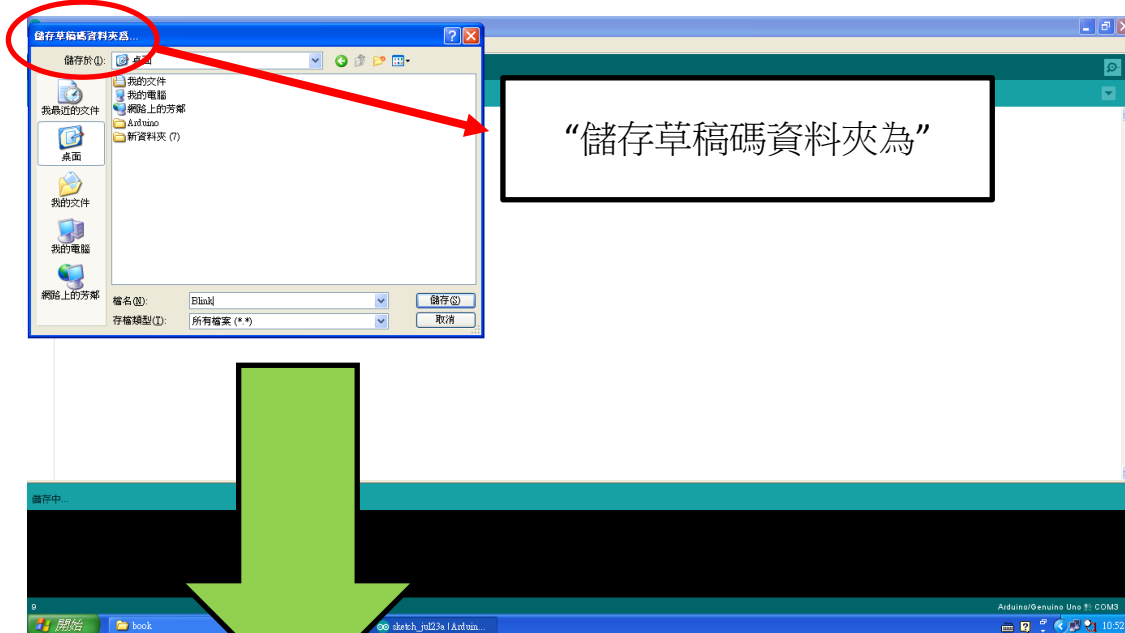 儲存草稿碼資料夾為...
儲存於(I):
桌面
我的文件
我的電腦
網路上的芳鄰
Arduino
新資料夾 (7)
我最近的文件
桌面
我的文件
我的電腦
網路上的芳鄰
檔名(N):
Blink
儲存(S)
存檔類型(T):
所有檔案 (*.*)
取消
“儲存草稿碼資料夾為”
儲存中...
9
Arduino/Genuino Uno 於 COM3
開始
book
sketch_jul23a | Arduin...
10:52